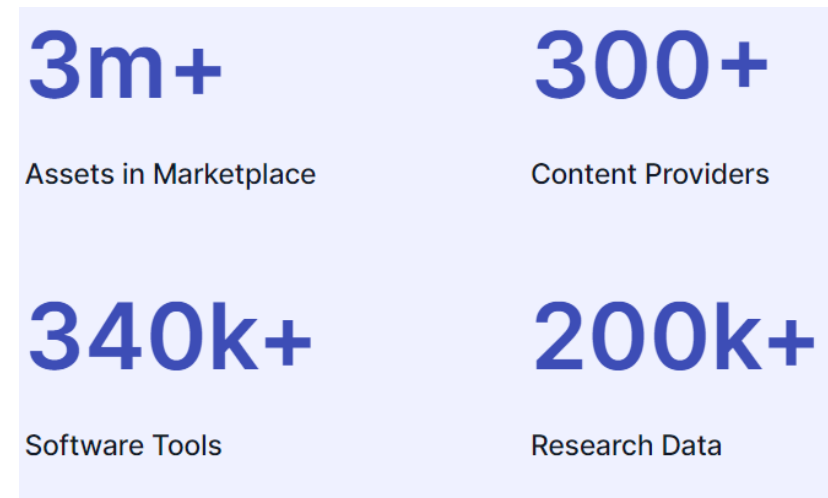 3m+
Assets in Marketplace
300+
Content Providers
340k+
Software Tools
200k+
Research Data